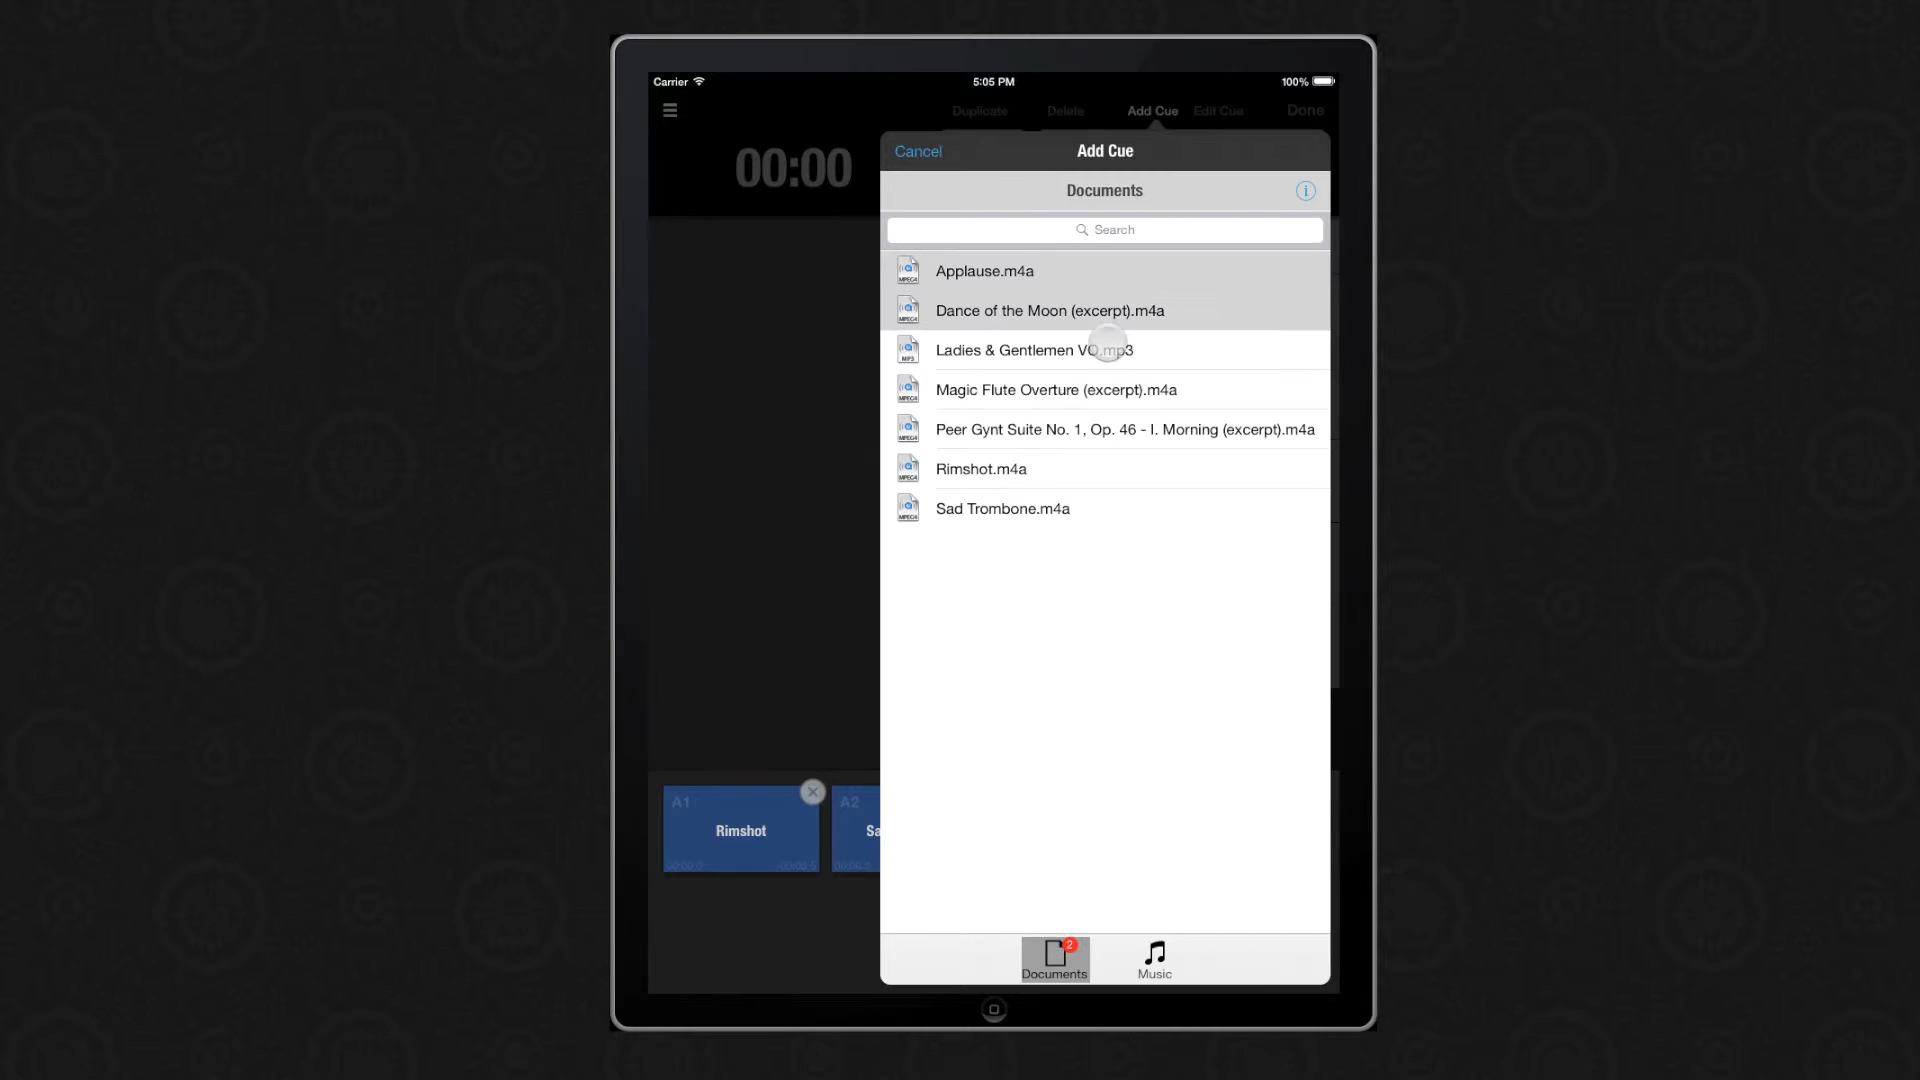 Carrier 5:05 PM 100%
Duplicate Delete Add Cue Edit Cue Done
00:00
Cancel Add Cue
Documents
Search
Applause.m4a
Dance of the Moon (excerpt).m4a
Ladies & Gentlemen VO.mp3
Magic Flute Overture (excerpt).m4a
Peer Gynt Suite No. 1, Op. 46 - I. Morning (excerpt).m4a
Rimshot.m4a
Sad Trombone.m4a
A1 A2
Rimshot Sa
2
Documents Music